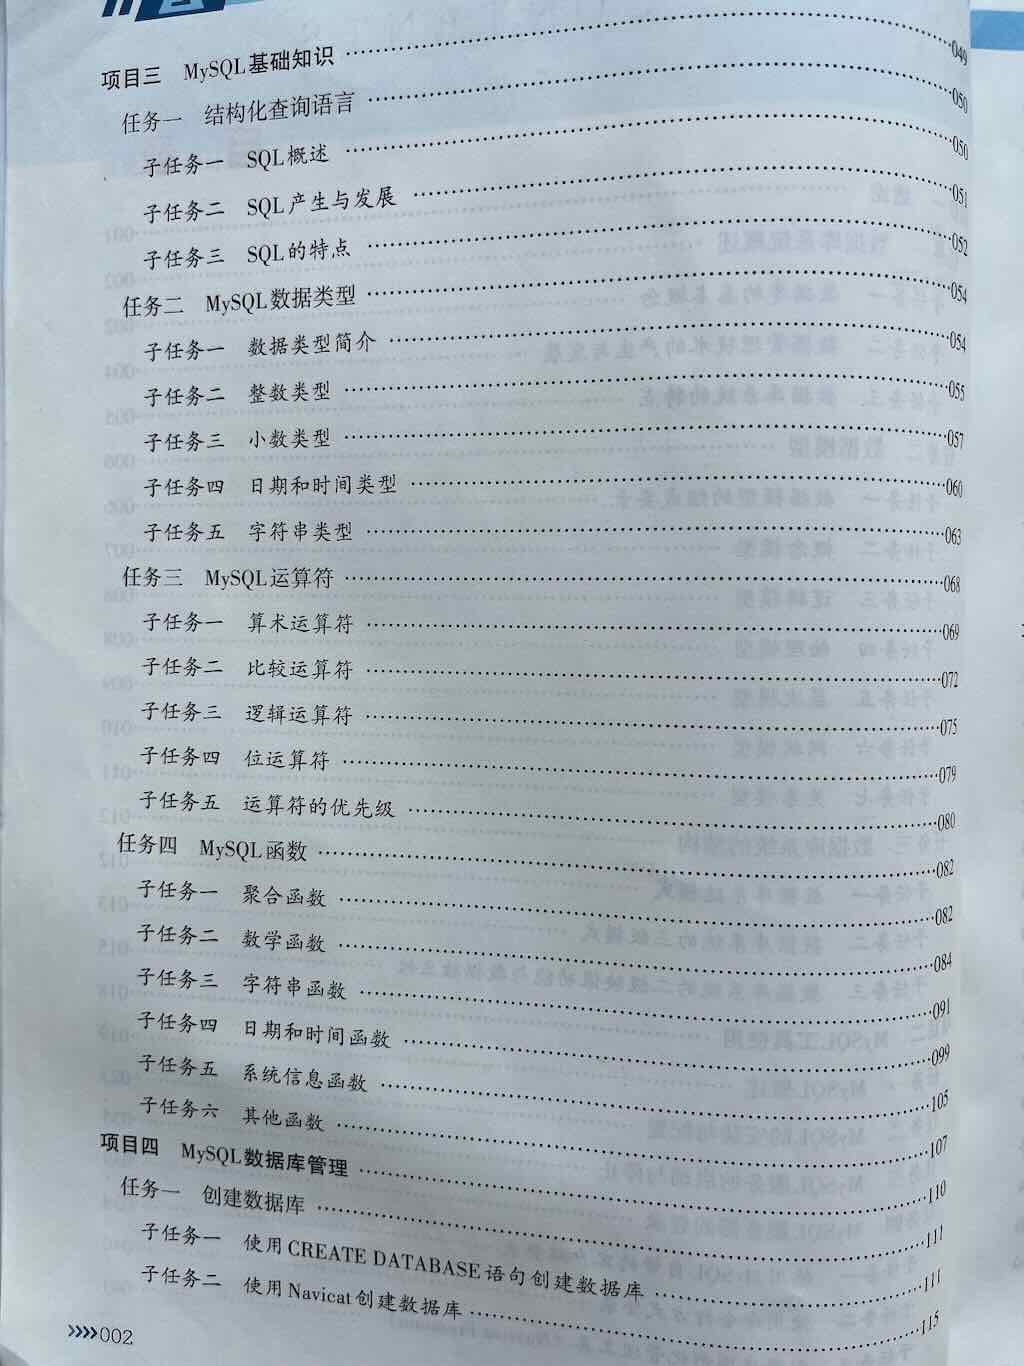 项目三 MySQL基础知识 049
任务一 结构化查询语言 050
子任务一 SQL概述 050
子任务二 SQL产生与发展 051
子任务三 SQL的特点 052
任务二 MySQL数据类型 054
子任务一 数据类型简介 054
子任务二 整数类型 055
子任务三 小数类型 057
子任务四 日期和时间类型 060
子任务五 字符串类型 063
任务三 MySQL运算符 068
子任务一 算术运算符 069
子任务二 比较运算符 072
子任务三 逻辑运算符 075
子任务四 位运算符 079
子任务五 运算符的优先级 080
任务四 MySQL函数 082
子任务一 聚合函数 082
子任务二 数学函数 084
子任务三 字符串函数 091
子任务四 日期和时间函数 099
子任务五 系统信息函数 105
子任务六 其他函数 107
项目四 MySQL数据库管理 110
任务一 创建数据库 111
子任务一 使用CREATE DATABASE语句创建数据库 111
子任务二 使用Navicat创建数据库 115
002